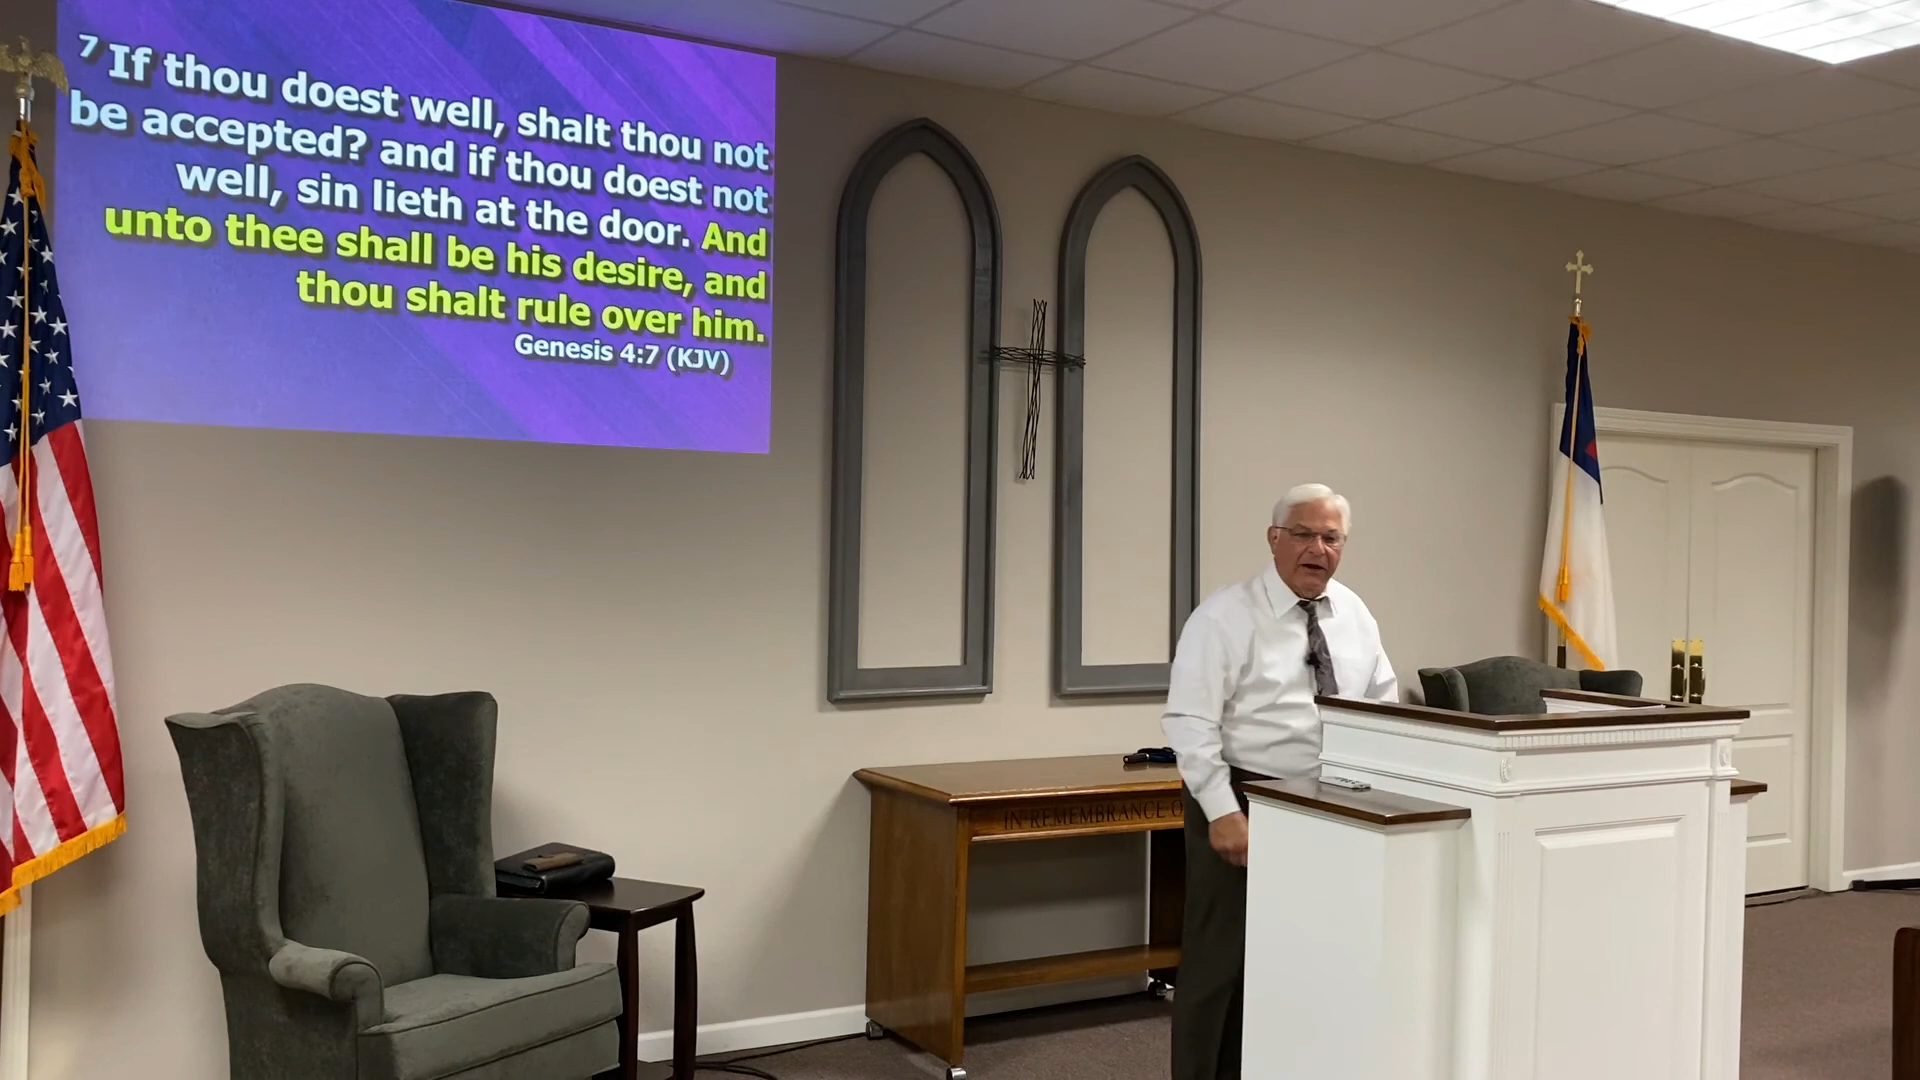 7 If thou doest well, shalt thou not
be accepted? and if thou doest not
well, sin lieth at the door. And
unto thee shall be his desire, and
thou shalt rule over him.
Genesis 4:7 (KJV)
IN REMEMBRANCE O